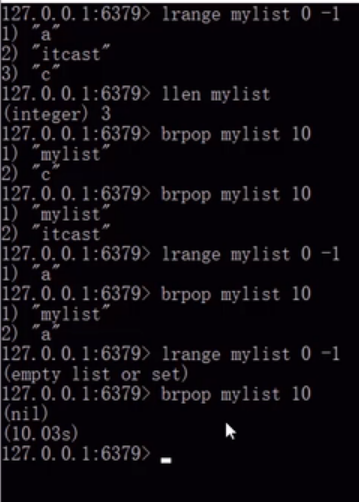 127.0.0.1:6379> lrange mylist 0 -1
1) "a"
2) "itcast"
3) "c"
127.0.0.1:6379> llen mylist
(integer) 3
127.0.0.1:6379> brpop mylist 10
1) "mylist"
2) "c"
127.0.0.1:6379> brpop mylist 10
1) "mylist"
2) "itcast"
127.0.0.1:6379> lrange mylist 0 -1
1) "a"
127.0.0.1:6379> brpop mylist 10
1) "mylist"
2) "a"
127.0.0.1:6379> lrange mylist 0 -1
(empty list or set)
127.0.0.1:6379> brpop mylist 10
(nil)
(10.03s)
127.0.0.1:6379>